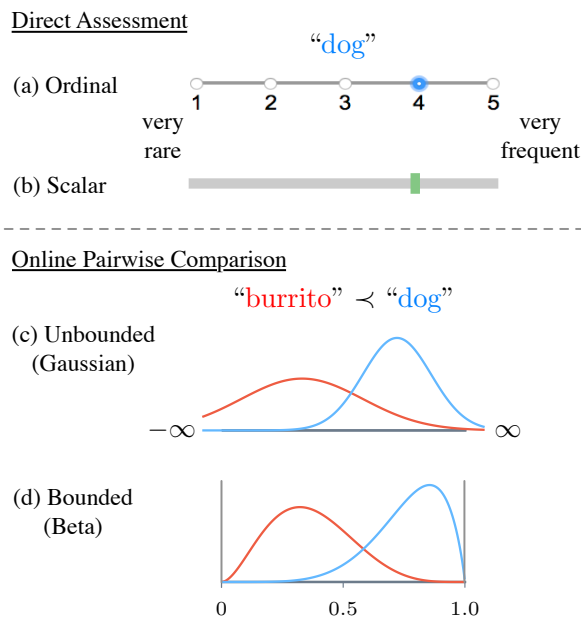 Direct Assessment
“dog”
(a) Ordinal
1 2 3 4 5
very rare
very frequent
(b) Scalar
Online Pairwise Comparison
“burrito” ≺ “dog”
(c) Unbounded
(Gaussian)
−∞ ∞
(d) Bounded
(Beta)
0 0.5 1.0